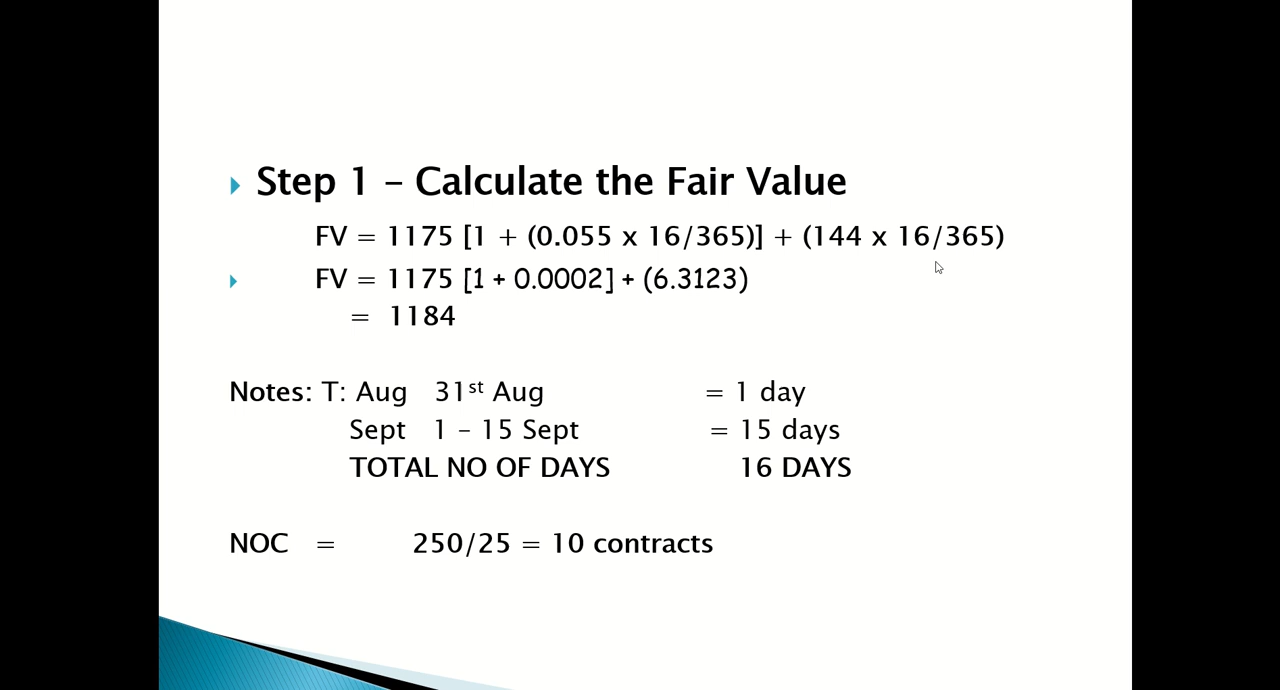 Step 1 – Calculate the Fair Value
FV = 1175 [1 + (0.055 x 16/365)] + (144 x 16/365)
FV = 1175 [1 + 0.0002] + (6.3123)
= 1184
Notes: T: Aug 31st Aug = 1 day
Sept 1 – 15 Sept = 15 days
TOTAL NO OF DAYS 16 DAYS
NOC = 250/25 = 10 contracts